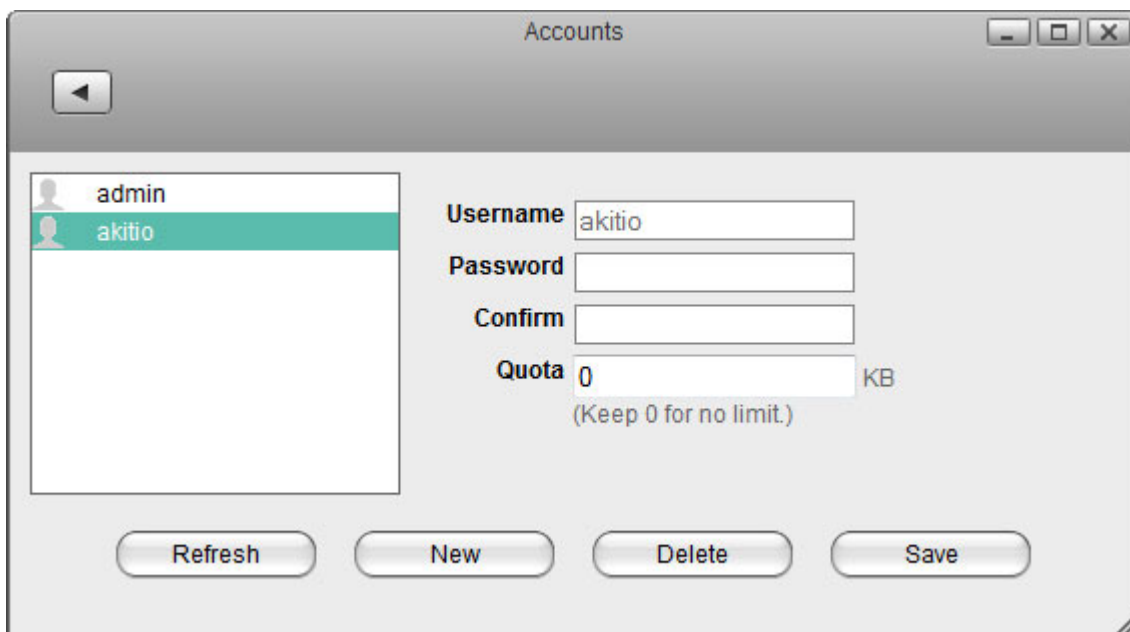 Accounts
admin
akitio
Username akitio
Password
Confirm
Quota 0 KB
(Keep 0 for no limit.)
Refresh New Delete Save